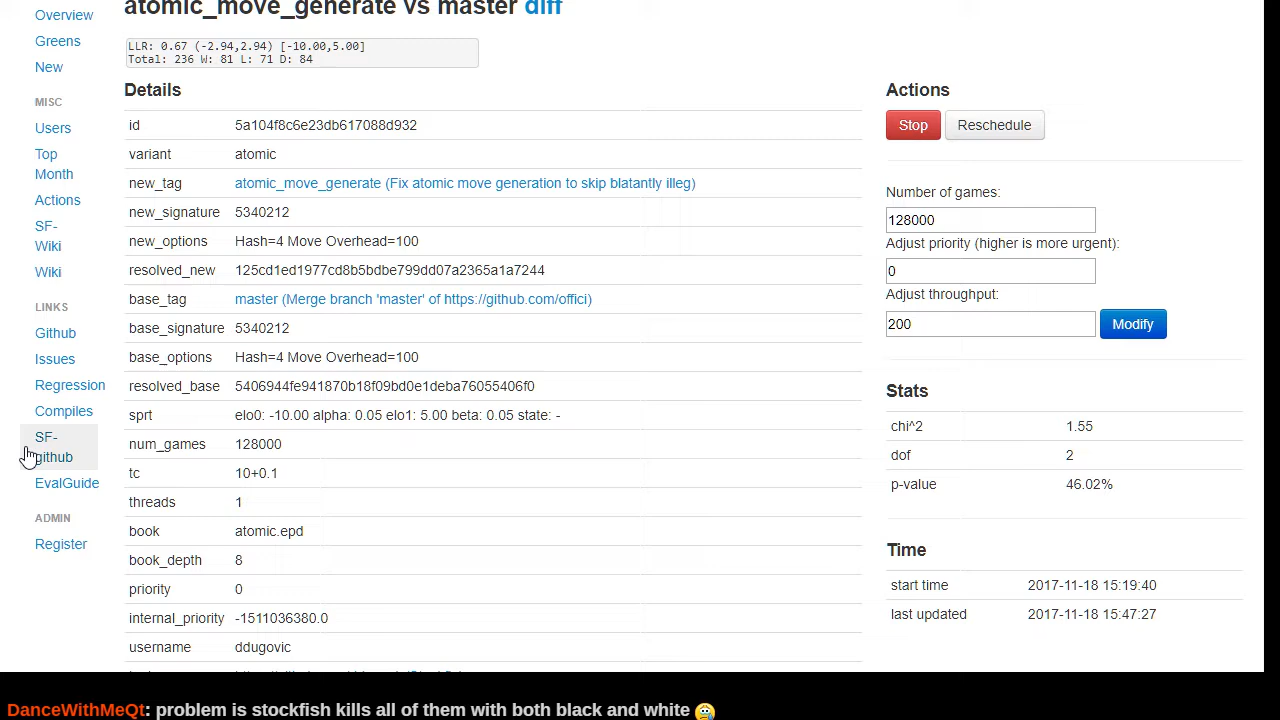 atomic_move_generate vs master diff
Overview
Greens
New
MISC
Users
Top
Month
Actions
SF-
Wiki
Wiki
LINKS
Github
Issues
Regression
Compiles
SF-
github
EvalGuide
ADMIN
Register
LLR: 0.67 (-2.94,2.94) [-10.00,5.00]
Total: 236 W: 81 L: 71 D: 84
Details
id 5a104f8c6e23db617088d932
variant atomic
new_tag atomic_move_generate (Fix atomic move generation to skip blatantly illeg)
new_signature 5340212
new_options Hash=4 Move Overhead=100
resolved_new 125cd1ed1977cd8b5bdbe799dd07a2365a1a7244
base_tag master (Merge branch 'master' of https://github.com/offici)
base_signature 5340212
base_options Hash=4 Move Overhead=100
resolved_base 5406944fe941870b18f09bd0e1deba76055406f0
sprt elo0: -10.00 alpha: 0.05 elo1: 5.00 beta: 0.05 state: -
num_games 128000
tc 10+0.1
threads 1
book atomic.epd
book_depth 8
priority 0
internal_priority -1511036380.0
username ddugovic
Actions
Stop Reschedule
Number of games:
128000
Adjust priority (higher is more urgent):
0
Adjust throughput:
200 Modify
Stats
chi^2 1.55
dof 2
p-value 46.02%
Time
start time 2017-11-18 15:19:40
last updated 2017-11-18 15:47:27
DanceWithMeQt: problem is stockfish kills all of them with both black and white